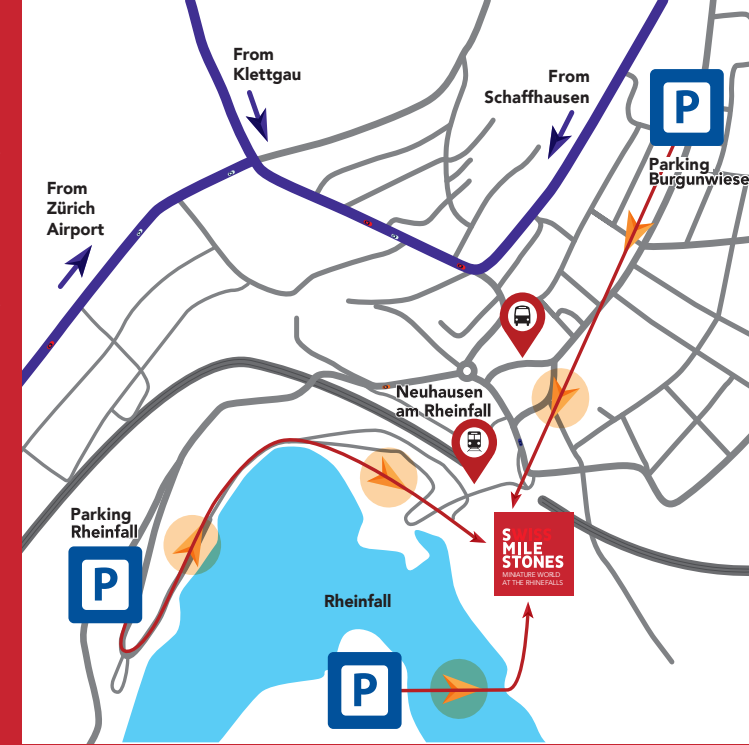 From
Klettgau
From
Schaffhausen
P
Parking
Burgunwiese
From
Zürich
Airport
Neuhausen
am Rheinfall
Parking
Rheinfall
P
SWISS
MILE
STONES
MINIATURE WORLD
AT THE RHINEFALLS
Rheinfall
P